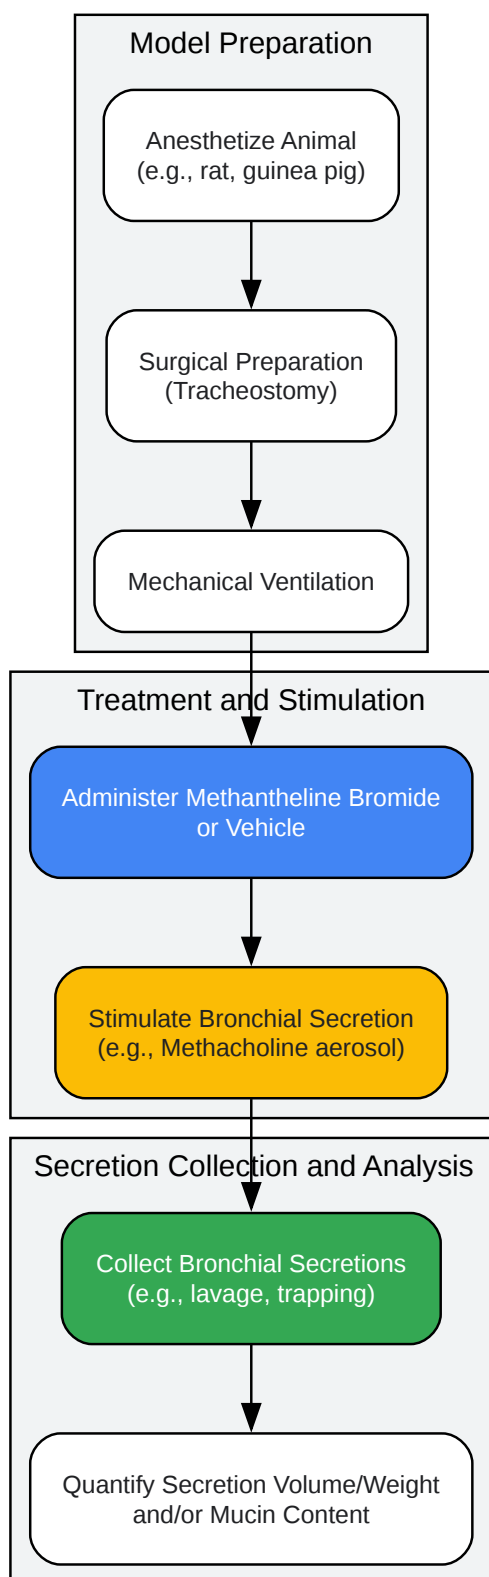 Model Preparation
Anesthetize Animal
(e.g., rat, guinea pig)
Surgical Preparation
(Tracheostomy)
Mechanical Ventilation
Treatment and Stimulation
Administer Methantheline Bromide
or Vehicle
Stimulate Bronchial Secretion
(e.g., Methacholine aerosol)
Secretion Collection and Analysis
Collect Bronchial Secretions
(e.g., lavage, trapping)
Quantify Secretion Volume/Weight
and/or Mucin Content